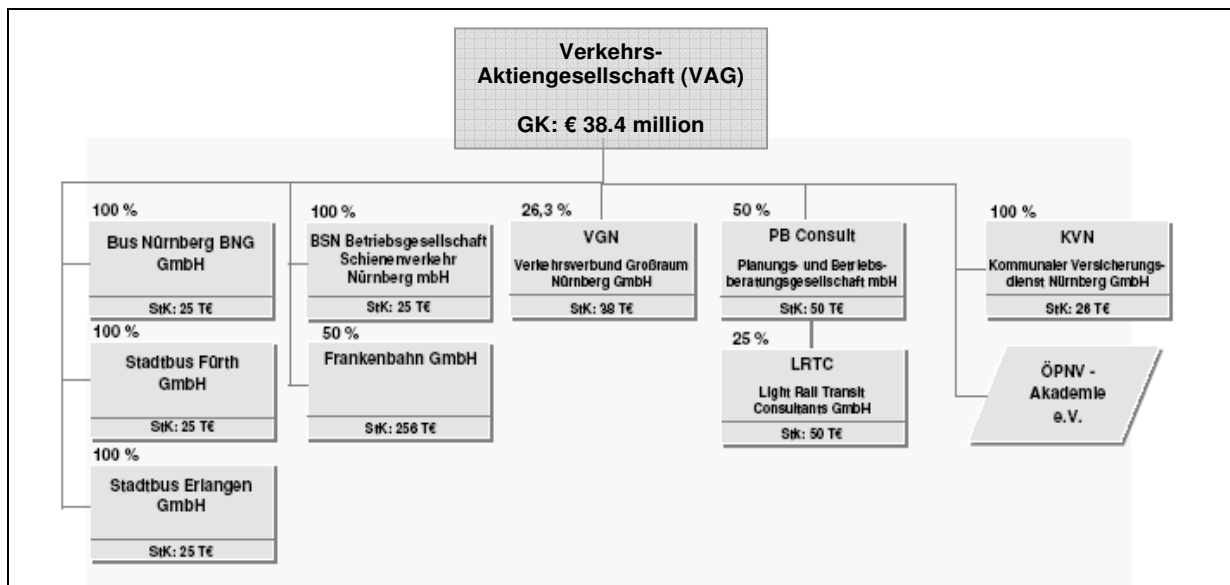 Verkehrs-
Aktiengesellschaft (VAG)
GK: € 38.4 million
100 %
Bus Nürnberg BNG
GmbH
StK: 25 T€
100 %
Stadtbus Fürth
GmbH
StK: 25 T€
100 %
Stadtbus Erlangen
GmbH
StK: 25 T€
100 %
BSN Betriebsgesellschaft
Schienenverkehr
Nürnberg mbH
StK: 25 T€
50 %
Frankenbahn GmbH
StK: 256 T€
26,3 %
VGN
Verkehrsverbund Großraum
Nürnberg GmbH
StK: 38 T€
50 %
PB Consult
Planungs- und Betriebs-
beratungsgesellschaft mbH
StK: 50 T€
25 %
LRTC
Light Rail Transit
Consultants GmbH
StK: 50 T€
100 %
KVN
Kommunaler Versicherungs-
dienst Nürnberg GmbH
StK: 26 T€
ÖPNV -
Akademie
e.V.